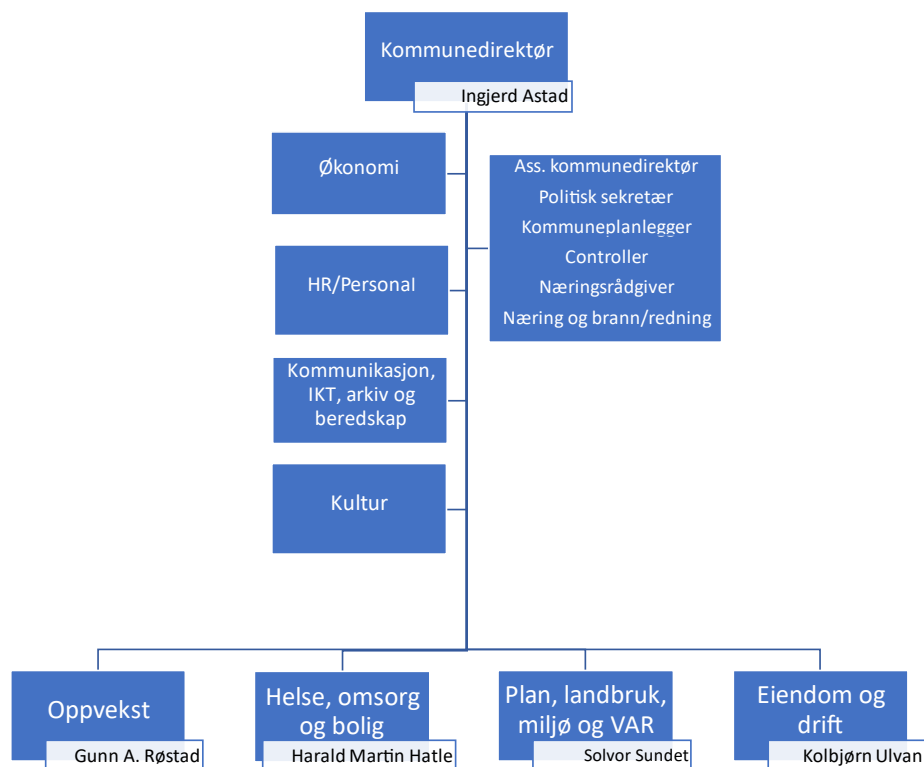 Kommunedirektør
Ingjerd Astad
Økonomi
HR/Personal
Kommunikasjon,
IKT, arkiv og
beredskap
Kultur
Ass. kommunedirektør
Politisk sekretær
Kommuneplanlegger
Controller
Næringsrådgiver
Næring og brann/redning
Oppvekst
Gunn A. Røstad
Helse, omsorg
og bolig
Harald Martin Hatle
Plan, landbruk,
miljø og VAR
Solvor Sundet
Eiendom og
drift
Kolbjørn Ulvan